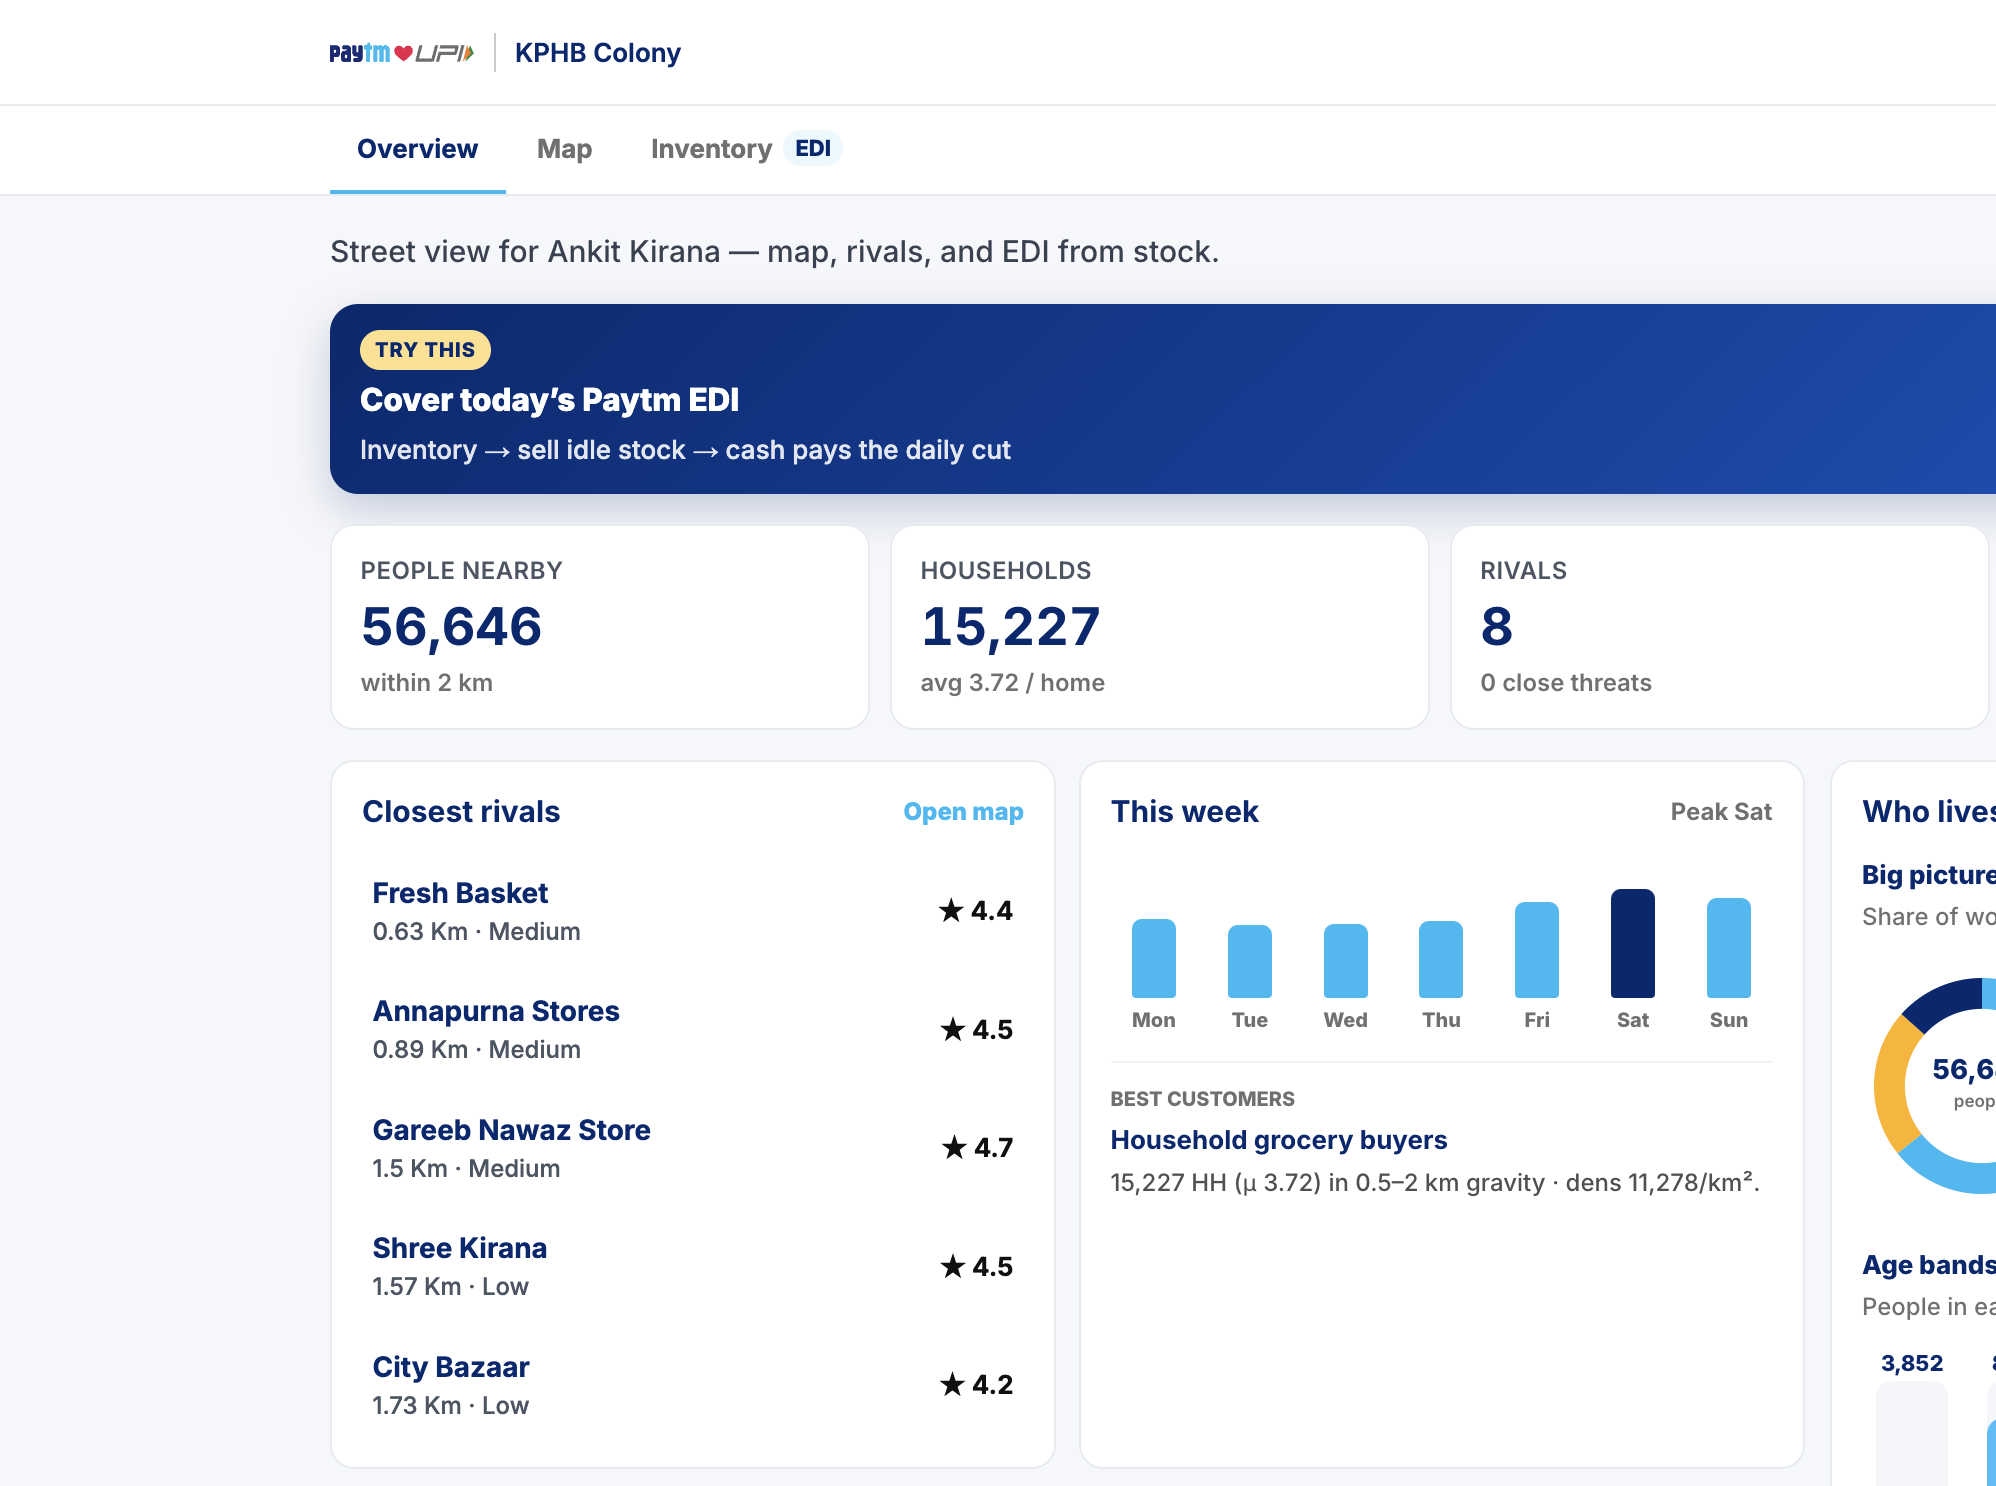 paytm UPI
KPHB Colony
Overview
Map
Inventory EDI
Street view for Ankit Kirana — map, rivals, and EDI from stock.
TRY THIS
Cover today’s Paytm EDI
Inventory → sell idle stock → cash pays the daily cut
PEOPLE NEARBY
56,646
within 2 km
HOUSEHOLDS
15,227
avg 3.72 / home
RIVALS
8
0 close threats
Closest rivals
Open map
Fresh Basket
0.63 Km · Medium
★ 4.4
Annapurna Stores
0.89 Km · Medium
★ 4.5
Gareeb Nawaz Store
1.5 Km · Medium
★ 4.7
Shree Kirana
1.57 Km · Low
★ 4.5
City Bazaar
1.73 Km · Low
★ 4.2
This week
Peak Sat
Mon Tue Wed Thu Fri Sat Sun
BEST CUSTOMERS
Household grocery buyers
15,227 HH (μ 3.72) in 0.5–2 km gravity · dens 11,278/km².
Who lives
Big picture
Share of
Age bands
People in
3,852